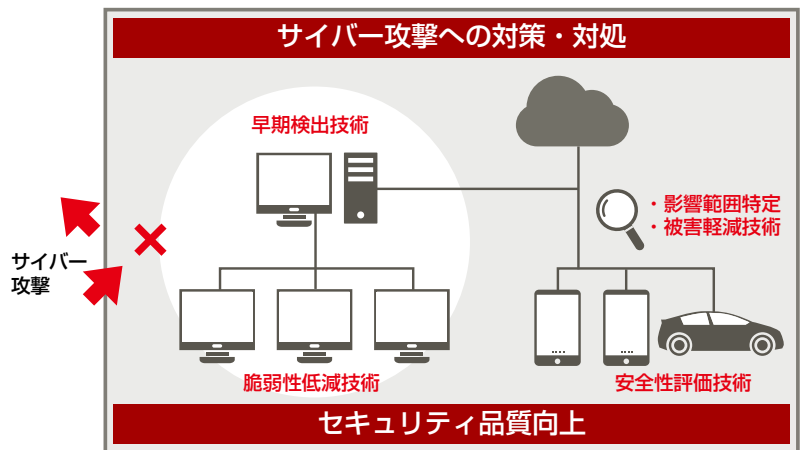 サイバー攻撃への対策・対処
早期検出技術
・影響範囲特定
・被害軽減技術
サイバー
攻撃
脆弱性低減技術
安全性評価技術
セキュリティ品質向上